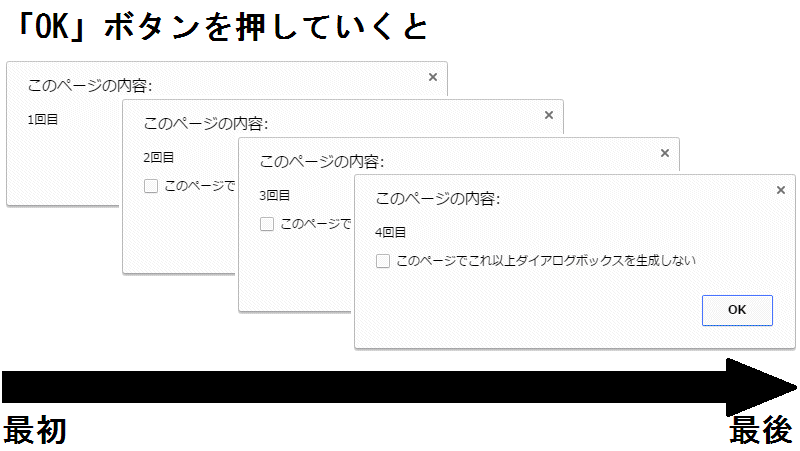 「OK」ボタンを押していくと
このページの内容:
×
1回目
このページの内容:
×
2回目
このページで
このページの内容:
×
3回目
このページで
このページの内容:
×
4回目
このページでこれ以上ダイアログボックスを生成しない
OK
最初
最後